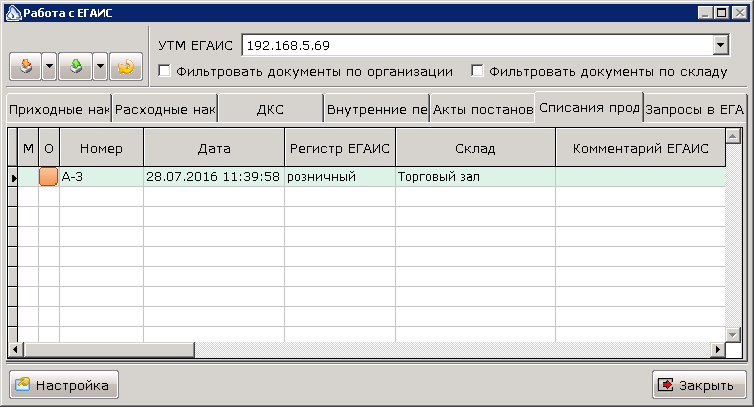 Работа с ЕГАИС
УТМ ЕГАИС 192.168.5.69
Фильтровать документы по организации Фильтровать документы по складу
Приходные нак Расходные нак ДКС Внутренние пе Акты постанов Списания прод Запросы в ЕГА
М О Номер Дата Регистр ЕГАИС Склад Комментарий ЕГАИС
А-3 28.07.2016 11:39:58 розничный Торговый зал
Настройка Закрыть